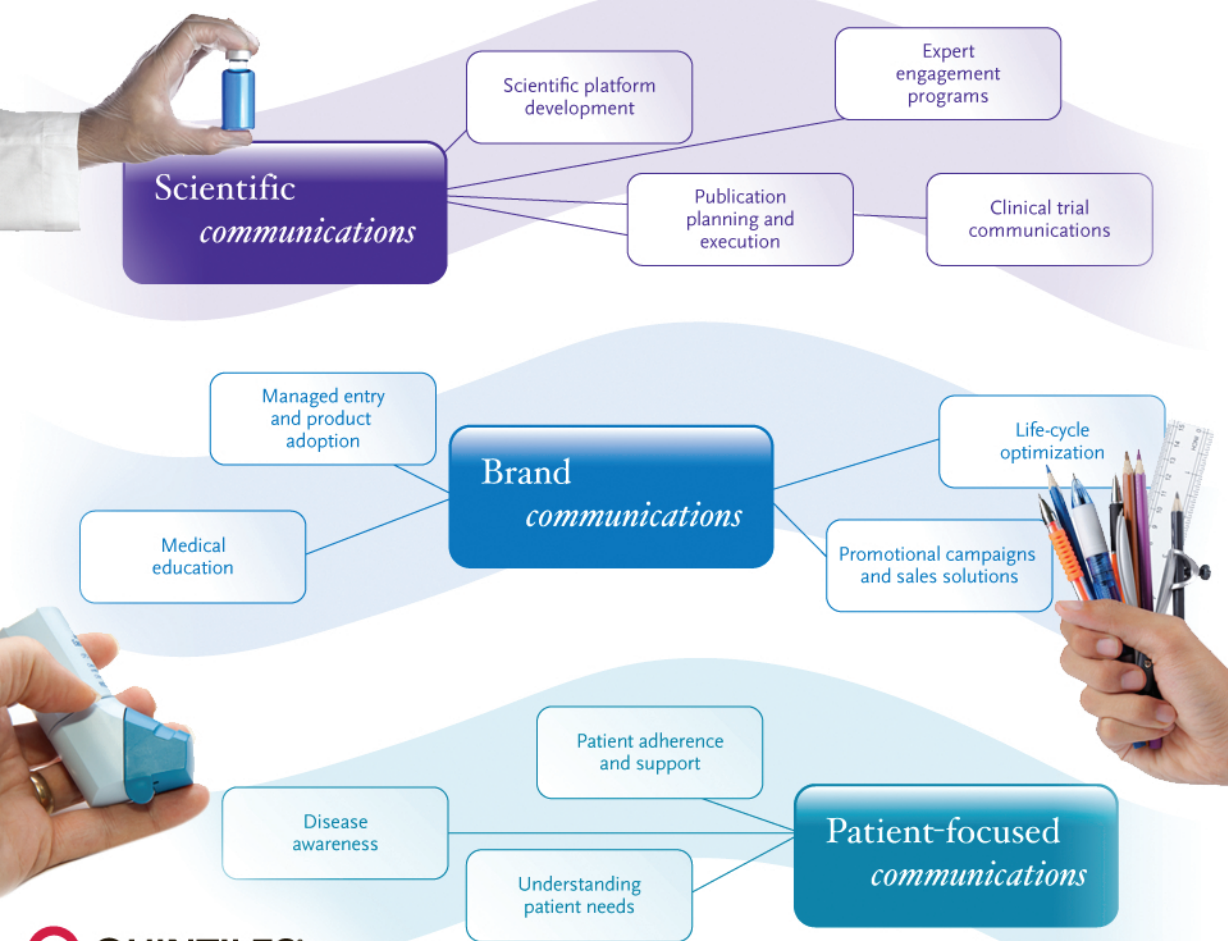 Scientific platform
development
Expert
engagement
programs
Scientific
communications
Publication
planning and
execution
Clinical trial
communications
Managed entry
and product
adoption
Life-cycle
optimization
Brand
communications
Medical
education
Promotional campaigns
and sales solutions
Patient adherence
and support
Disease
awareness
Patient-focused
communications
Understanding
patient needs